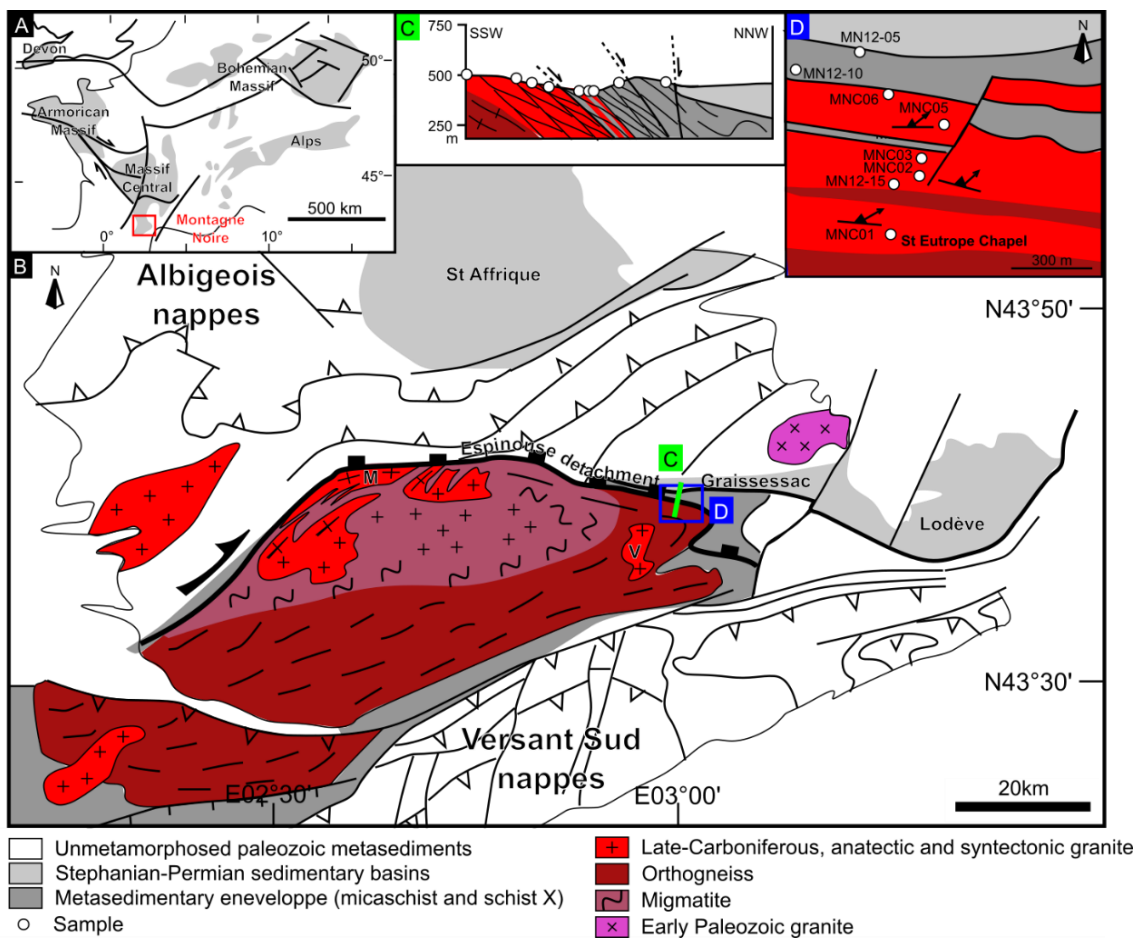 A
Devon
Bohemian
Massif
50°
Armorican
Massif
Alps
Massif
Central
45°
500 km
Montagne
Noire
0°
10°
C
750
SSW
NNW
500
250
m
D
MN12-05
N
MN12-10
MNC06
MNC05
MNC03
MNC02
MN12-15
MNC01
St Eutrope Chapel
300 m
B
N
Albigeois
nappes
St Affrique
N43°50'
Espinouse detachment
C
Graissessac
M
D
Lodève
V
N43°30'
Versant Sud
nappes
E02°30'
E03°00'
20km
Unmetamorphosed paleozoic metasediments
Stephanian-Permian sedimentary basins
Metasedimentary eneveloppe (micaschist and schist X)
Sample
Late-Carboniferous, anatectic and syntectonic granite
Orthogneiss
Migmatite
Early Paleozoic granite